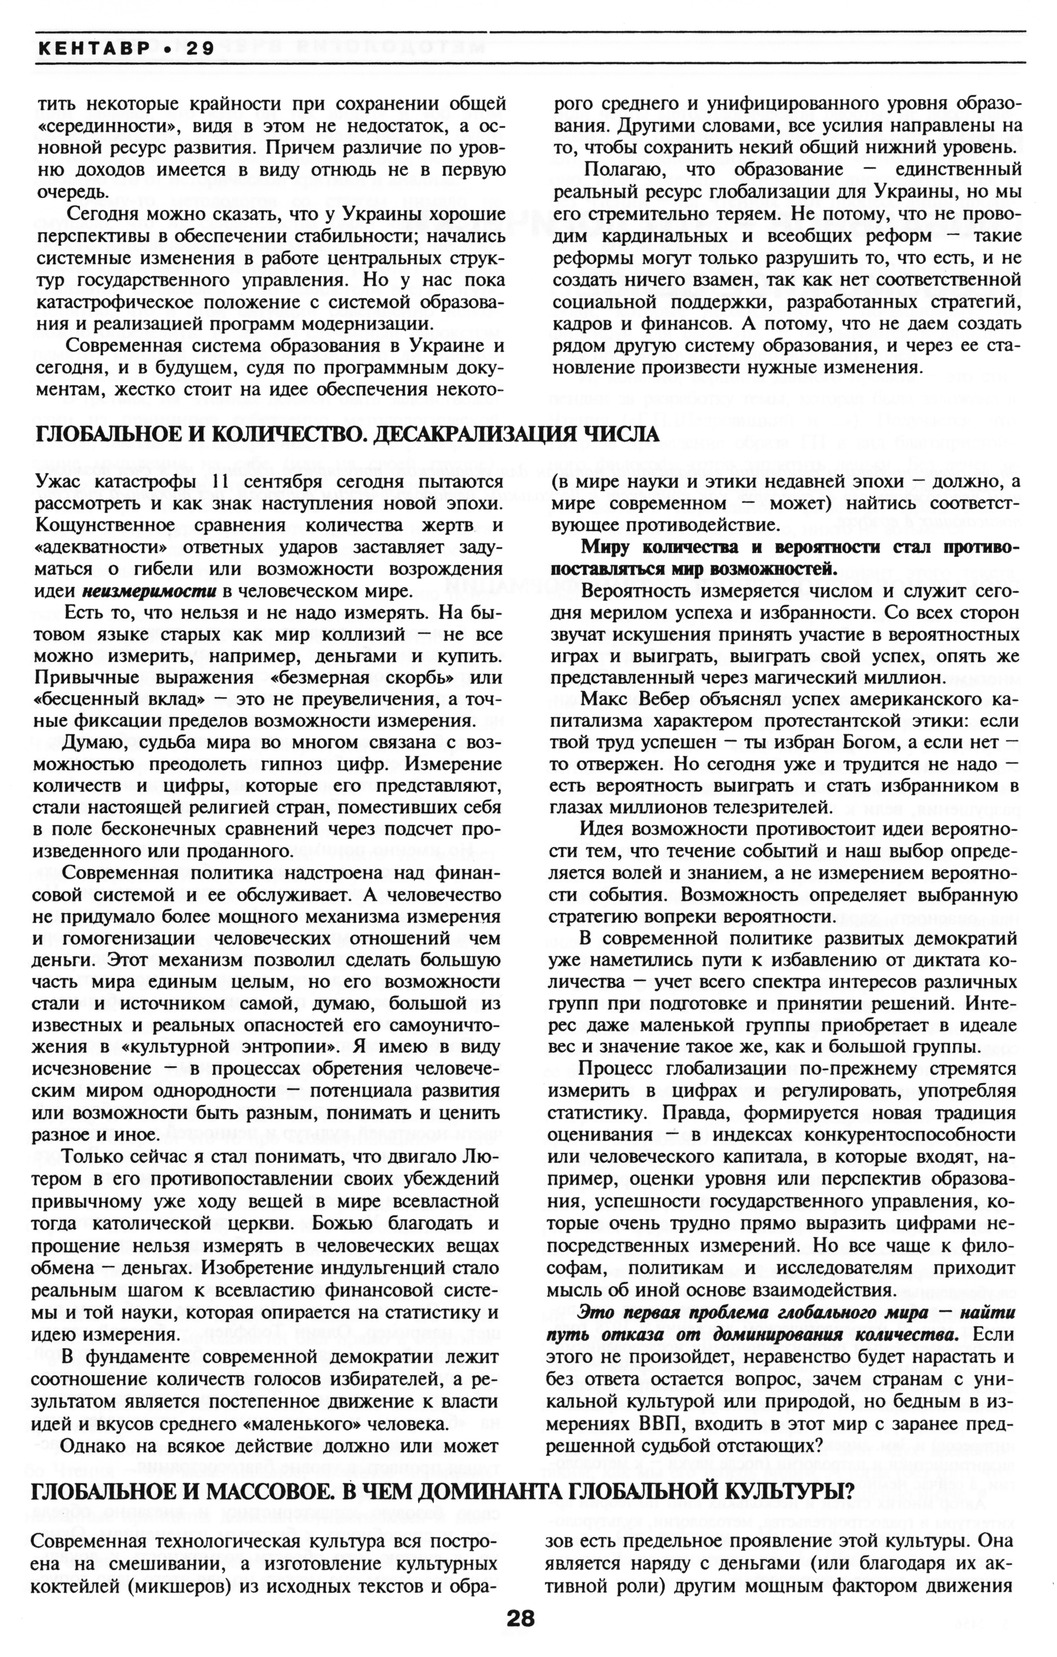 КЕНТАВР • 29
тить некоторые крайности при сохранении общей
«серединности», видя в этом не недостаток, а ос-
новной ресурс развития. Причем различие по уров-
ню доходов имеется в виду отнюдь не в первую
очередь.
Сегодня можно сказать, что у Украины хорошие
перспективы в обеспечении стабильности; начались
системные изменения в работе центральных струк-
тур государственного управления. Но у нас пока
катастрофическое положение с системой образова-
ния и реализацией программ модернизации.
Современная система образования в Украине и
сегодня, и в будущем, судя по программным доку-
ментам, жестко стоит на идее обеспечения некото-
рого среднего и унифицированного уровня образо-
вания. Другими словами, все усилия направлены на
то, чтобы сохранить некий общий нижний уровень.
Полагаю, что образование — единственный
реальный ресурс глобализации для Украины, но мы
его стремительно теряем. Не потому, что не прово-
дим кардинальных и всеобщих реформ — такие
реформы могут только разрушить то, что есть, и не
создать ничего взамен, так как нет соответственной
социальной поддержки, разработанных стратегий,
кадров и финансов. А потому, что не даем создать
рядом другую систему образования, и через ее ста-
новление произвести нужные изменения.
ГЛОБАЛЬНОЕ И КОЛИЧЕСТВО. ДЕСАКРАЛИЗАЦИЯ ЧИСЛА
Ужас катастрофы 11 сентября сегодня пытаются
рассмотреть и как знак наступления новой эпохи.
Кощунственное сравнения количества жертв и
«адекватности» ответных ударов заставляет заду-
маться о гибели или возможности возрождения
идеи неизмеримости в человеческом мире.
Есть то, что нельзя и не надо измерять. На бы-
товом языке старых как мир коллизий — не все
можно измерить, например, деньгами и купить.
Привычные выражения «безмерная скорбь» или
«бесценный вклад» — это не преувеличения, а точ-
ные фиксации пределов возможности измерения.
Думаю, судьба мира во многом связана с воз-
можностью преодолеть гипноз цифр. Измерение
количеств и цифры, которые его представляют,
стали настоящей религией стран, поместивших себя
в поле бесконечных сравнений через подсчет про-
изведенного или проданного.
Современная политика надстроена над финан-
совой системой и ее обслуживает. А человечество
не придумало более мощного механизма измерения
и гомогенизации человеческих отношений чем
деньги. Этот механизм позволил сделать большую
часть мира единым целым, но его возможности
стали и источником самой, думаю, большой из
известных и реальных опасностей его самоуничто-
жения в «культурной энтропии». Я имею в виду
исчезновение — в процессах обретения человече-
ским миром однородности — потенциала развития
или возможности быть разным, понимать и ценить
разное и иное.
Только сейчас я стал понимать, что двигало Лю-
тером в его противопоставлении своих убеждений
привычному уже ходу вещей в мире всевластной
тогда католической церкви. Божью благодать и
прощение нельзя измерять в человеческих вещах
обмена — деньгах. Изобретение индульгенций стало
реальным шагом к всевластию финансовой систе-
мы и той науки, которая опирается на статистику и
идею измерения.
В фундаменте современной демократии лежит
соотношение количеств голосов избирателей, а ре-
зультатом является постепенное движение к власти
идей и вкусов среднего «маленького» человека.
Однако на всякое действие должно или может
(в мире науки и этики недавней эпохи — должно, а
мире современном — может) найтись соответст-
вующее противодействие.
Миру количества и вероятности стал противо-
поставляться мир возможностей.
Вероятность измеряется числом и служит сего-
дня мерилом успеха и избранности. Со всех сторон
звучат искушения принять участие в вероятностных
играх и выиграть, выиграть свой успех, опять же
представленный через магический миллион.
Макс Вебер объяснял успех американского ка-
питализма характером протестантской этики: если
твой труд успешен — ты избран Богом, а если нет —
то отвержен. Но сегодня уже и трудится не надо —
есть вероятность выиграть и стать избранником в
глазах миллионов телезрителей.
Идея возможности противостоит идеи вероятно-
сти тем, что течение событий и наш выбор опреде-
ляется волей и знанием, а не измерением вероятно-
сти события. Возможность определяет выбранную
стратегию вопреки вероятности.
В современной политике развитых демократий
уже наметились пути к избавлению от диктата ко-
личества — учет всего спектра интересов различных
групп при подготовке и принятии решений. Инте-
рес даже маленькой группы приобретает в идеале
вес и значение такое же, как и большой группы.
Процесс глобализации по-прежнему стремятся
измерить в цифрах и регулировать, употребляя
статистику. Правда, формируется новая традиция
оценивания — в индексах конкурентоспособности
или человеческого капитала, в которые входят, на-
пример, оценки уровня или перспектив образова-
ния, успешности государственного управления, ко-
торые очень трудно прямо выразить цифрами не-
посредственных измерений. Но все чаще к фило-
софам, политикам и исследователям приходит
мысль об иной основе взаимодействия.
Это первая проблема глобального мира — найти
путь отказа от доминирования количества. Если
этого не произойдет, неравенство будет нарастать и
без ответа остается вопрос, зачем странам с уни-
кальной культурой или природой, но бедным в из-
мерениях ВВП, входить в этот мир с заранее пред-
решенной судьбой отстающих?
ГЛОБАЛЬНОЕ И МАССОВОЕ. В ЧЕМ ДОМИНАНТА ГЛОБАЛЬНОЙ КУЛЬТУРЫ?
Современная технологическая культура вся постро-
ена на смешивании, а изготовление культурных
коктейлей (микшеров) из исходных текстов и обра-
зов есть предельное проявление этой культуры. Она
является наряду с деньгами (или благодаря их ак-
тивной роли) другим мощным фактором движения
28